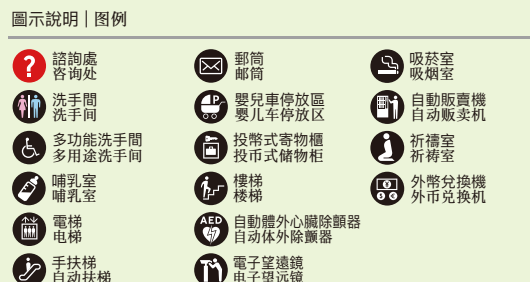 圖示說明 | 图例
諮詢處
咨询处
郵筒
邮筒
吸菸室
吸烟室
洗手間
洗手间
P
嬰兒車停放區
婴儿车停放区
自動販賣機
自动贩卖机
多功能洗手間
多用途洗手间
投幣式寄物櫃
投币式储物柜
祈禱室
祈祷室
哺乳室
哺乳室
樓梯
楼梯
外幣兌換機
外币兑换机
電梯
电梯
AED
自動體外心臟除顫器
自动体外除颤器
手扶梯
自动扶梯
電子望遠鏡
电子望远镜